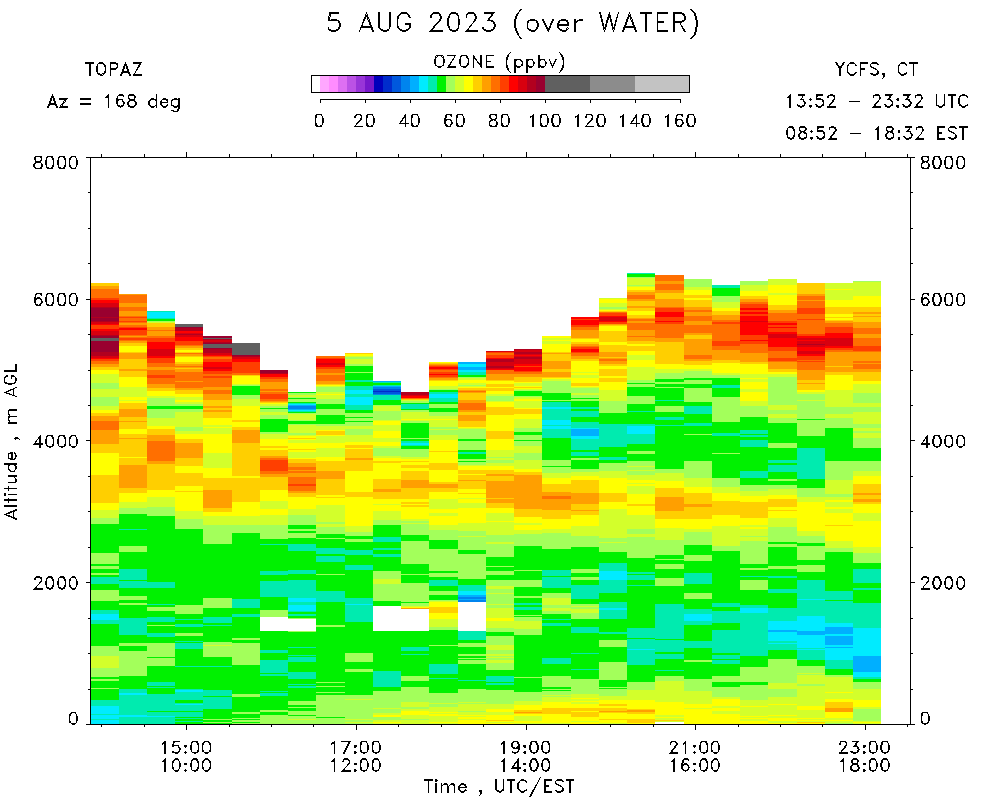 5 AUG 2023 (over WATER)
TOPAZ
OZONE (ppbv)
YCFS, CT
Az = 168 deg
13:52 – 23:32 UTC
0 20 40 60 80 100 120 140 160
08:52 – 18:32 EST
8000 8000
6000 6000
4000 4000
2000 2000
0 0
Altitude , m AGL
15:00 17:00 19:00 21:00 23:00
10:00 12:00 14:00 16:00 18:00
Time , UTC/EST